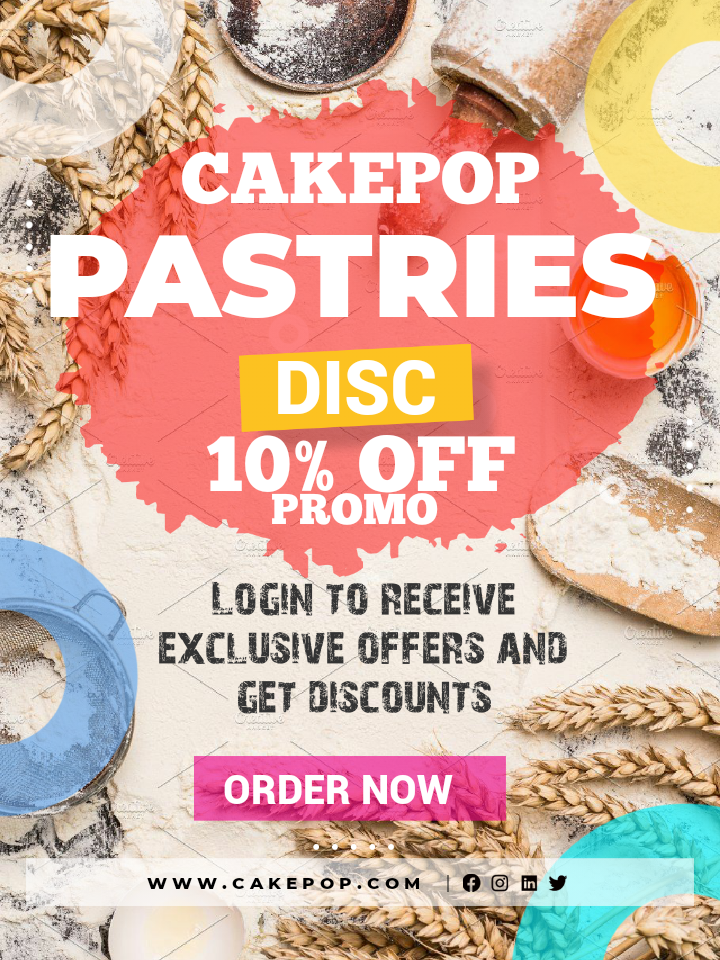 CAKEPOP
PASTRIES
DISC
10% OFF
PROMO
LOGIN TO RECEIVE
EXCLUSIVE OFFERS AND
GET DISCOUNTS
ORDER NOW
WWW.CAKEPOP.COM |